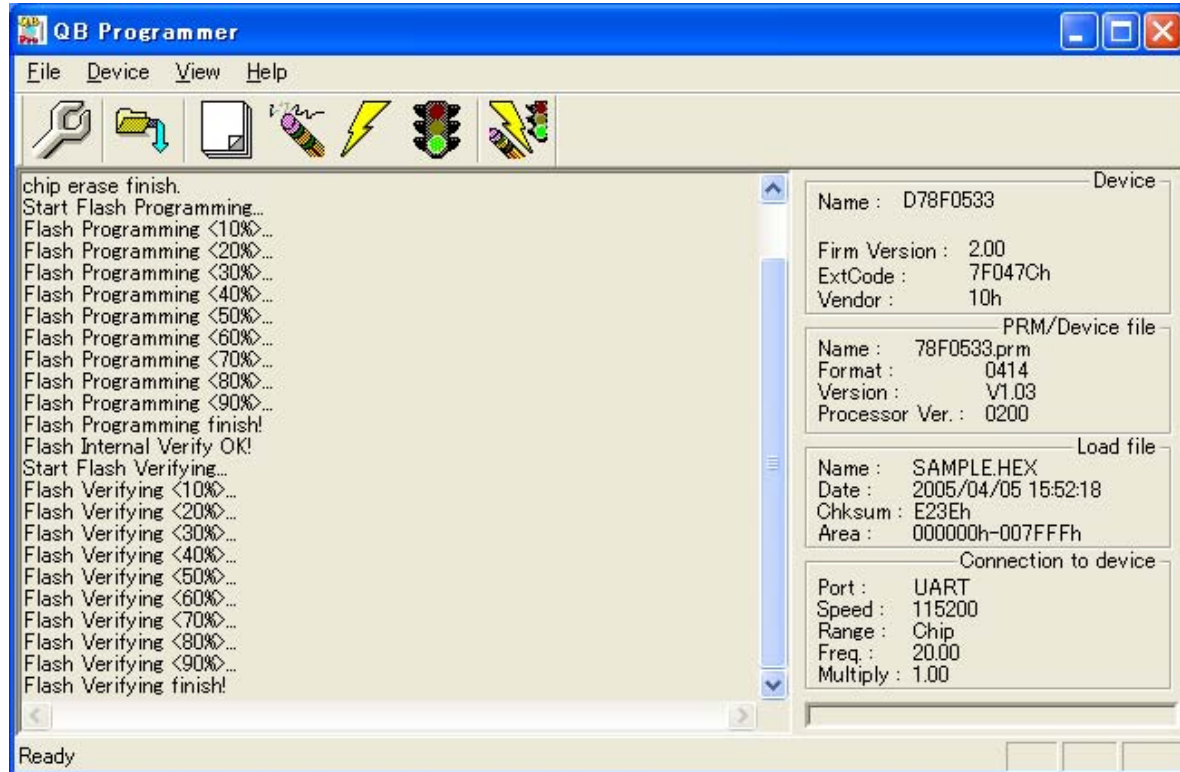 QB Programmer
File Device View Help
chip erase finish.
Start Flash Programming...
Flash Programming <10%>...
Flash Programming <20%>...
Flash Programming <30%>...
Flash Programming <40%>...
Flash Programming <50%>...
Flash Programming <60%>...
Flash Programming <70%>...
Flash Programming <80%>...
Flash Programming <90%>...
Flash Programming finish!
Flash Internal Verify OK!
Start Flash Verifying...
Flash Verifying <10%>...
Flash Verifying <20%>...
Flash Verifying <30%>...
Flash Verifying <40%>...
Flash Verifying <50%>...
Flash Verifying <60%>...
Flash Verifying <70%>...
Flash Verifying <80%>...
Flash Verifying <90%>...
Flash Verifying finish!
Device
Name : D78F0533
Firm Version : 2.00
ExtCode : 7F047Ch
Vendor : 10h
PRM/Device file
Name : 78F0533.prm
Format : 0414
Version : V1.03
Processor Ver. : 0200
Load file
Name : SAMPLE.HEX
Date : 2005/04/05 15:52:18
Chksum : E23Eh
Area : 000000h-007FFFh
Connection to device
Port : UART
Speed : 115200
Range : Chip
Freq. : 20.00
Multiply : 1.00
Ready